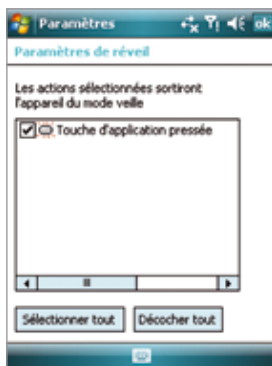 Paramètres ok
Paramètres de réveil
Les actions sélectionnées sortiront
l'appareil du mode veille
Touche d'application pressée
Sélectionner tout Décocher tout